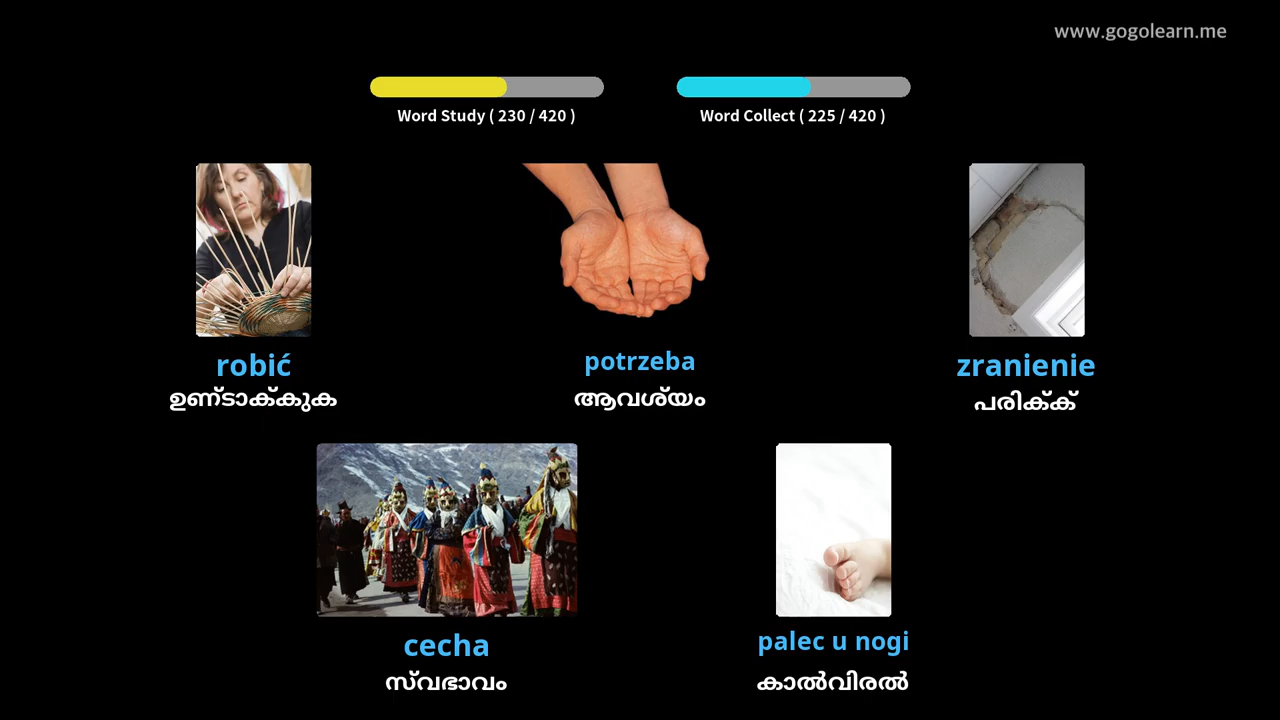 www.gogolearn.me
Word Study ( 230 / 420 )
Word Collect ( 225 / 420 )
robić
potrzeba
zranienie
ഉണ്ടാക്കുക
ആവശ്യം
പരിക്ക്
cecha
palec u nogi
സ്വഭാവം
കാൽവിരൽ